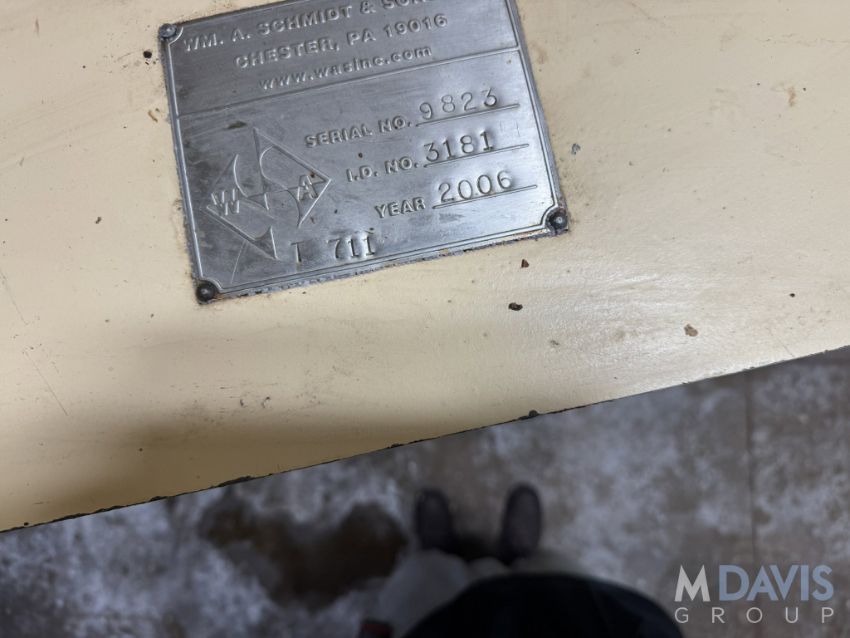 WM. A. SCHMIDT & SONS
CHESTER, PA 19016
www.wasinc.com
SERIAL NO. 9823
I.D. NO. 3181
YEAR 2006
W A
T 711
M DAVIS
GROUP